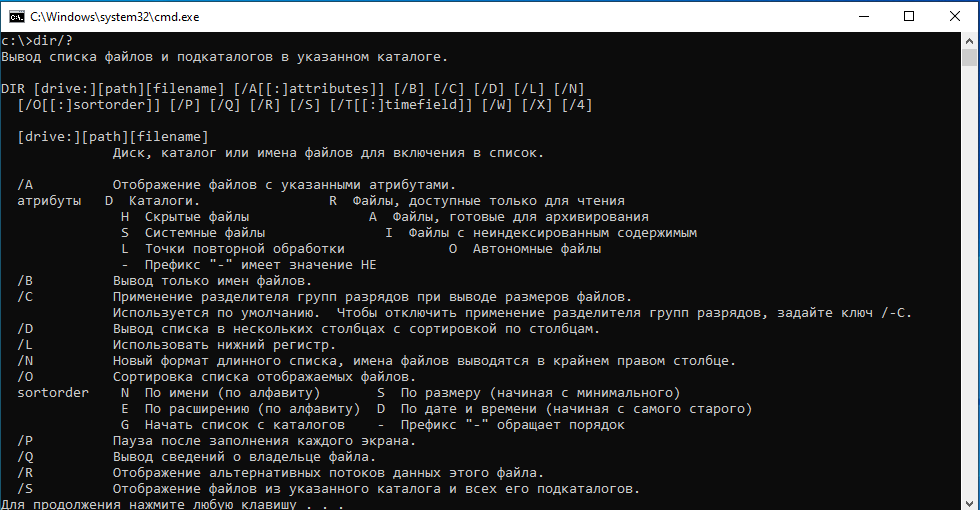 C:\Windows\system32\cmd.exe
c:\>dir/?
Вывод списка файлов и подкаталогов в указанном каталоге.
DIR [drive:][path][filename] [/A[[:]attributes]] [/B] [/C] [/D] [/L] [/N]
[/O[[:]sortorder]] [/P] [/Q] [/R] [/S] [/T[[:]timefield]] [/W] [/X] [/4]
[drive:][path][filename]
Диск, каталог или имена файлов для включения в список.
/A Отображение файлов с указанными атрибутами.
атрибуты D Каталоги. R Файлы, доступные только для чтения
H Скрытые файлы A Файлы, готовые для архивирования
S Системные файлы I Файлы с неиндексированным содержимым
L Точки повторной обработки O Автономные файлы
- Префикс "-" имеет значение НЕ
/B Вывод только имен файлов.
/C Применение разделителя групп разрядов при выводе размеров файлов.
Используется по умолчанию. Чтобы отключить применение разделителя групп разрядов, задайте ключ /-C.
/D Вывод списка в нескольких столбцах с сортировкой по столбцам.
/L Использовать нижний регистр.
/N Новый формат длинного списка, имена файлов выводятся в крайнем правом столбце.
/O Сортировка списка отображаемых файлов.
sortorder N По имени (по алфавиту) S По размеру (начиная с минимального)
E По расширению (по алфавиту) D По дате и времени (начиная с самого старого)
G Начать список с каталогов - Префикс "-" обращает порядок
/P Пауза после заполнения каждого экрана.
/Q Вывод сведений о владельце файла.
/R Отображение альтернативных потоков данных этого файла.
/S Отображение файлов из указанного каталога и всех его подкаталогов.
Для продолжения нажмите любую клавишу . . .